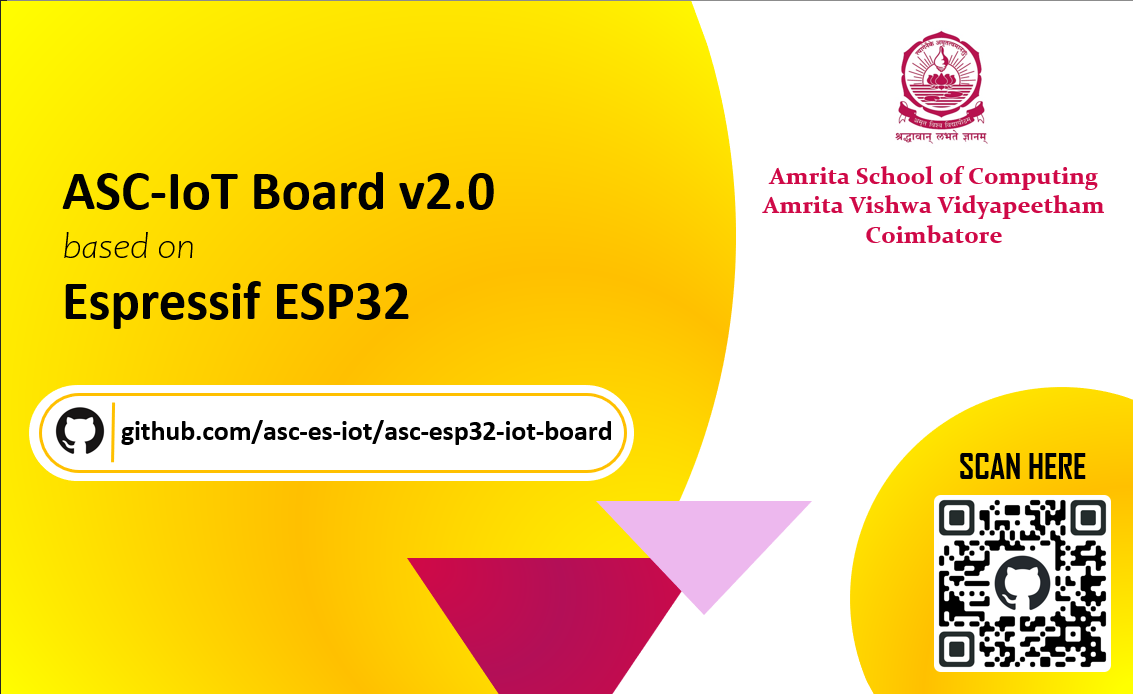 ASC-IoT Board v2.0
based on
Espressif ESP32
github.com/asc-es-iot/asc-esp32-iot-board
श्रद्धावान् लभते ज्ञानम्
Amrita School of Computing
Amrita Vishwa Vidyapeetham
Coimbatore
SCAN HERE